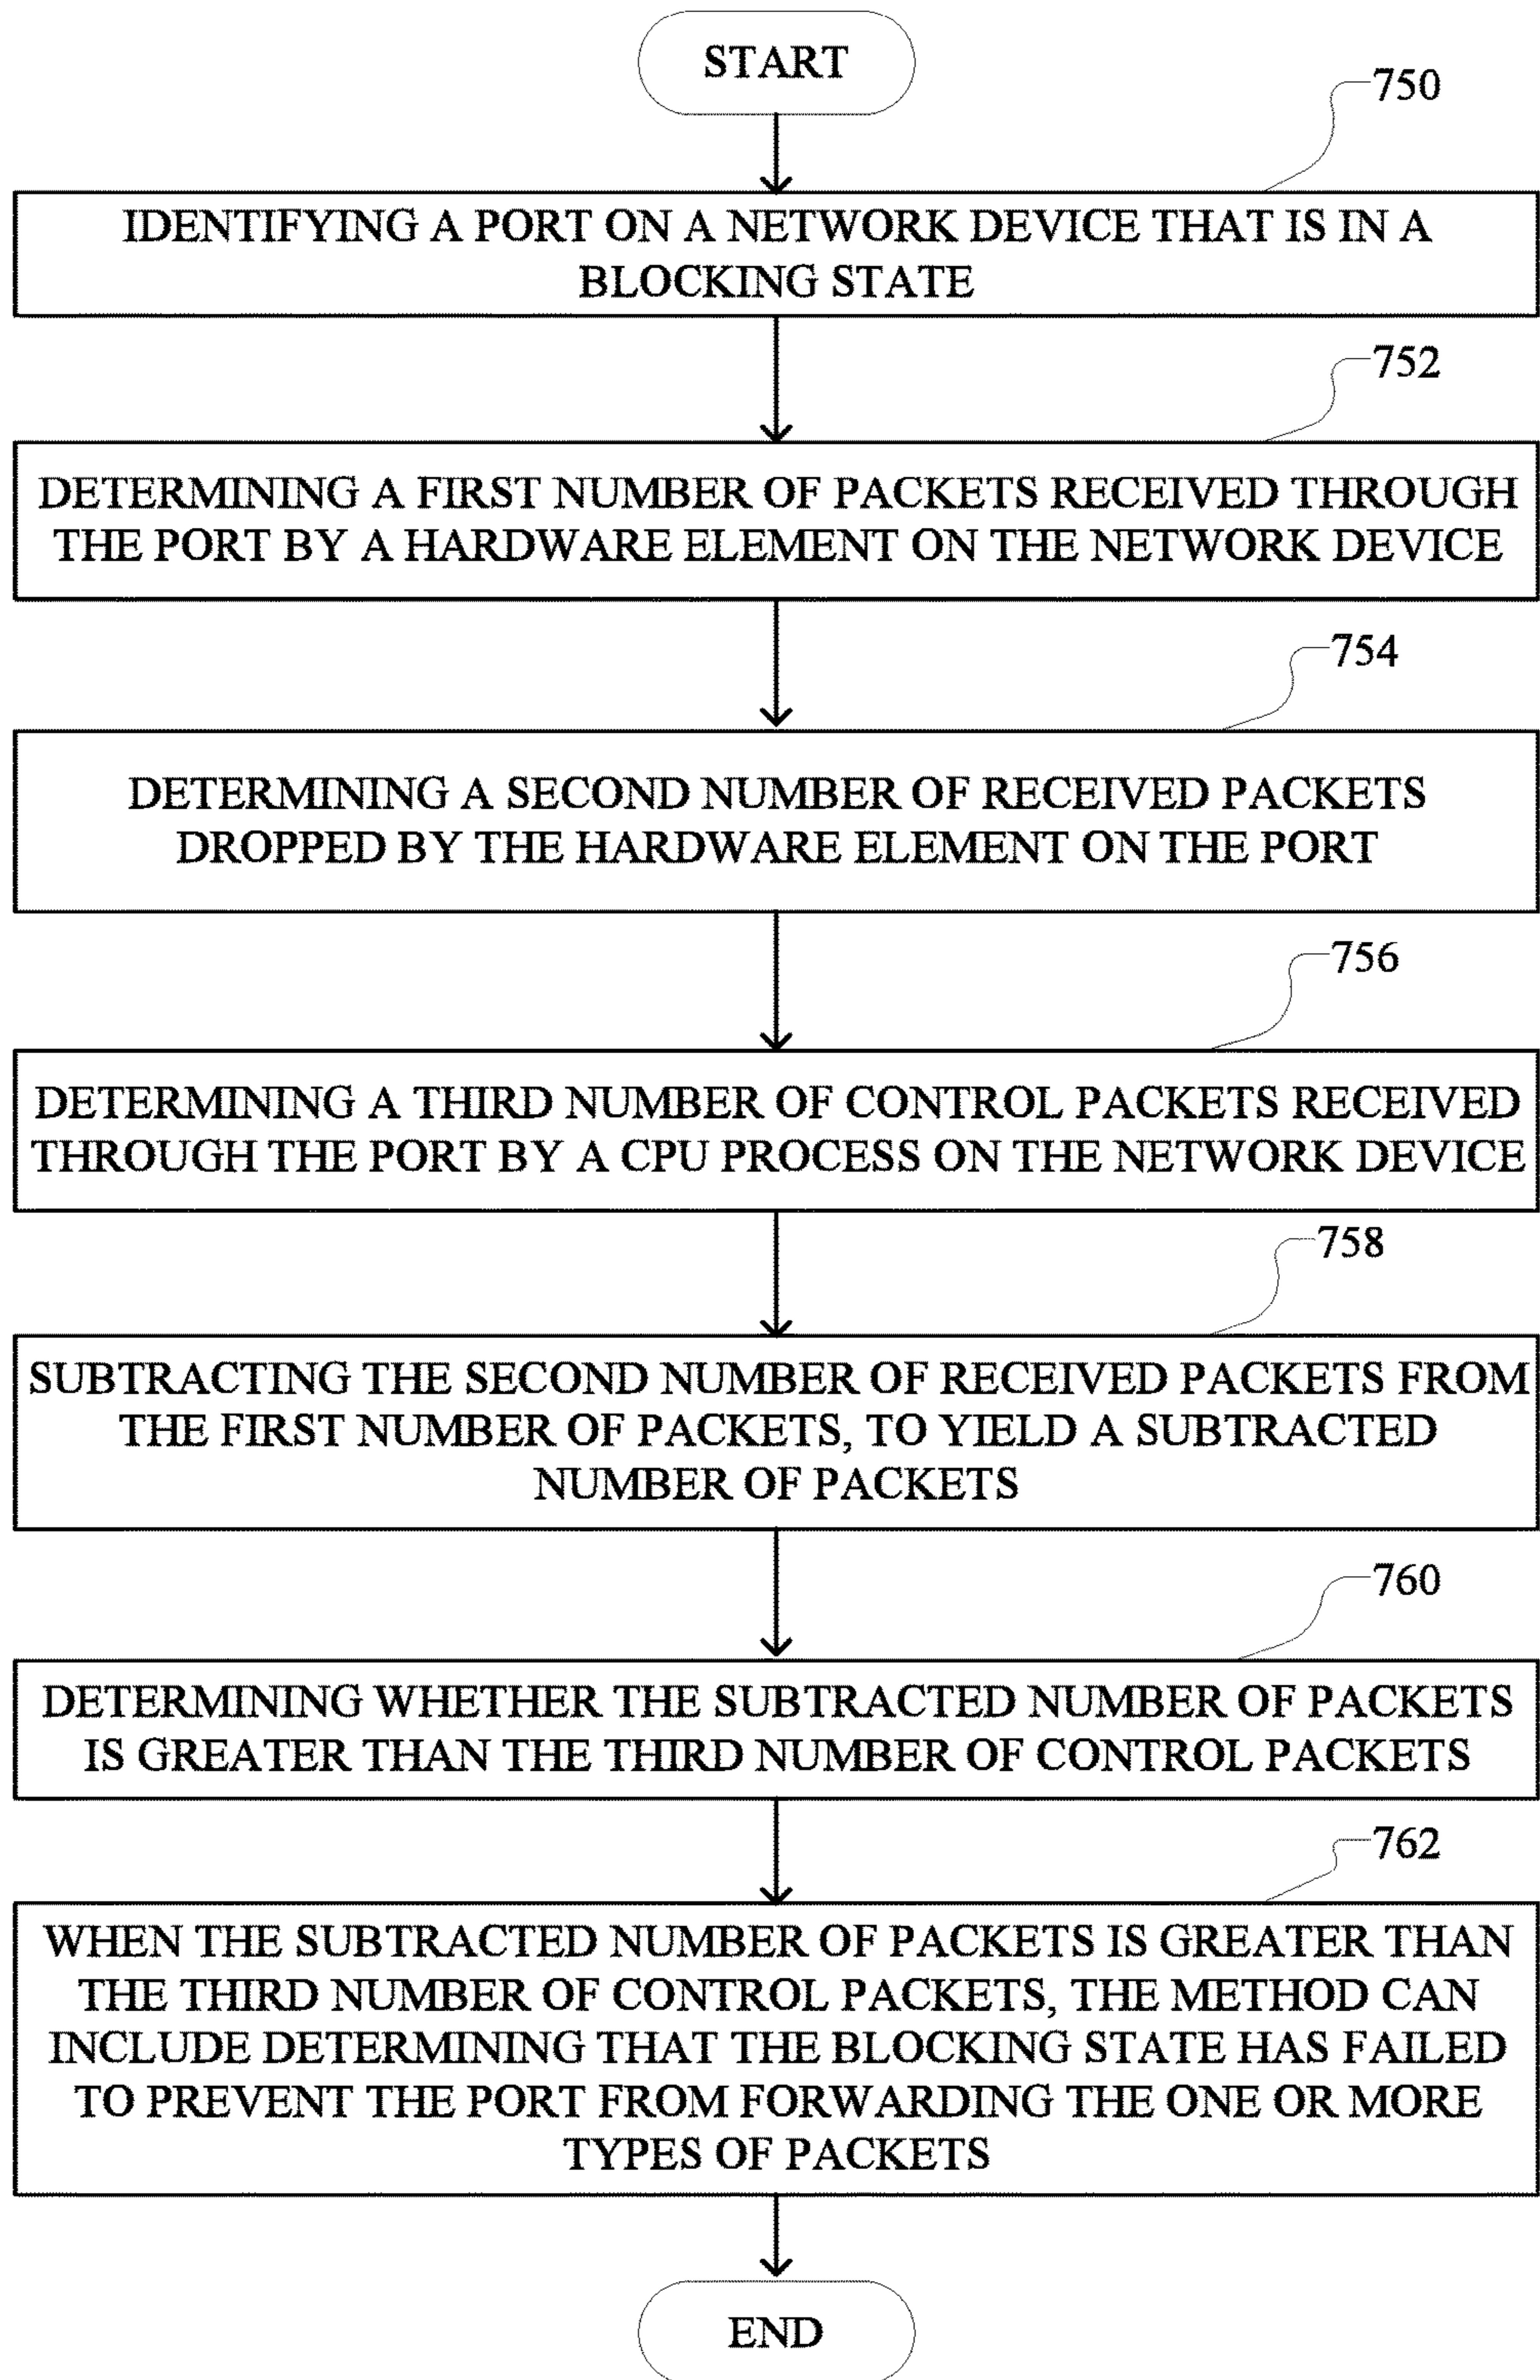 START
750
IDENTIFYING A PORT ON A NETWORK DEVICE THAT IS IN A
BLOCKING STATE
752
DETERMINING A FIRST NUMBER OF PACKETS RECEIVED THROUGH
THE PORT BY A HARDWARE ELEMENT ON THE NETWORK DEVICE
754
DETERMINING A SECOND NUMBER OF RECEIVED PACKETS
DROPPED BY THE HARDWARE ELEMENT ON THE PORT
756
DETERMINING A THIRD NUMBER OF CONTROL PACKETS RECEIVED
THROUGH THE PORT BY A CPU PROCESS ON THE NETWORK DEVICE
758
SUBTRACTING THE SECOND NUMBER OF RECEIVED PACKETS FROM
THE FIRST NUMBER OF PACKETS, TO YIELD A SUBTRACTED
NUMBER OF PACKETS
760
DETERMINING WHETHER THE SUBTRACTED NUMBER OF PACKETS
IS GREATER THAN THE THIRD NUMBER OF CONTROL PACKETS
762
WHEN THE SUBTRACTED NUMBER OF PACKETS IS GREATER THAN
THE THIRD NUMBER OF CONTROL PACKETS, THE METHOD CAN
INCLUDE DETERMINING THAT THE BLOCKING STATE HAS FAILED
TO PREVENT THE PORT FROM FORWARDING THE ONE OR MORE
TYPES OF PACKETS
END